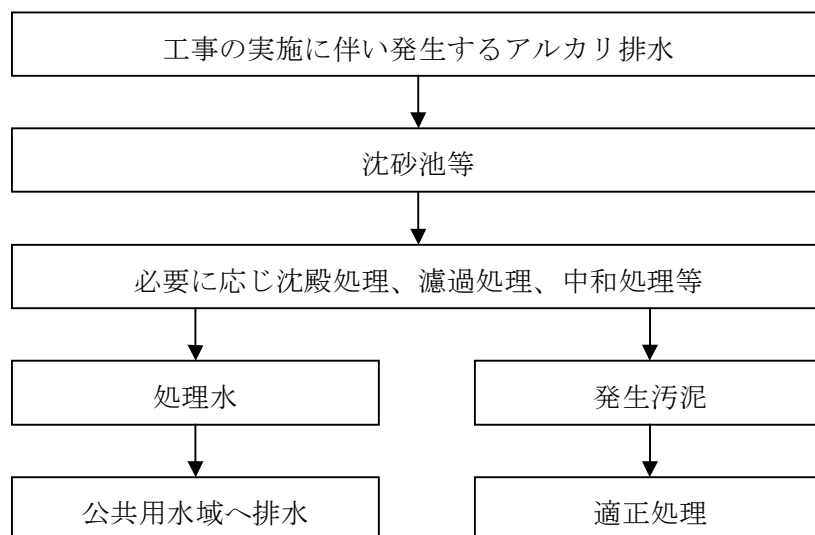 工事の実施に伴い発生するアルカリ排水
沈砂池等
必要に応じ沈殿処理、濾過処理、中和処理等
処理水
発生汚泥
公共用水域へ排水
適正処理